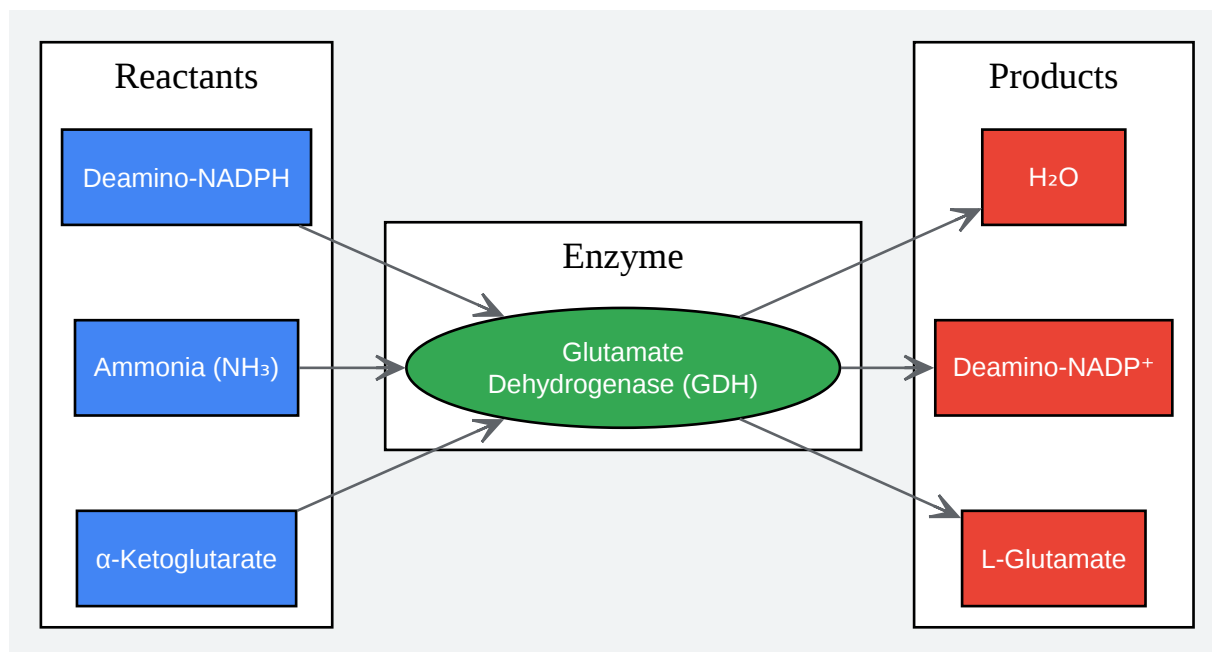 Reactants
Deamino-NADPH
Ammonia (NH₃)
α-Ketoglutarate
Enzyme
Glutamate
Dehydrogenase (GDH)
Products
H₂O
Deamino-NADP⁺
L-Glutamate